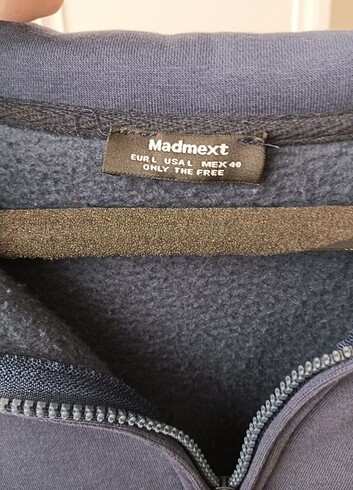 Madmext
EUR L USA L MEX 40
ONLY THE FREE